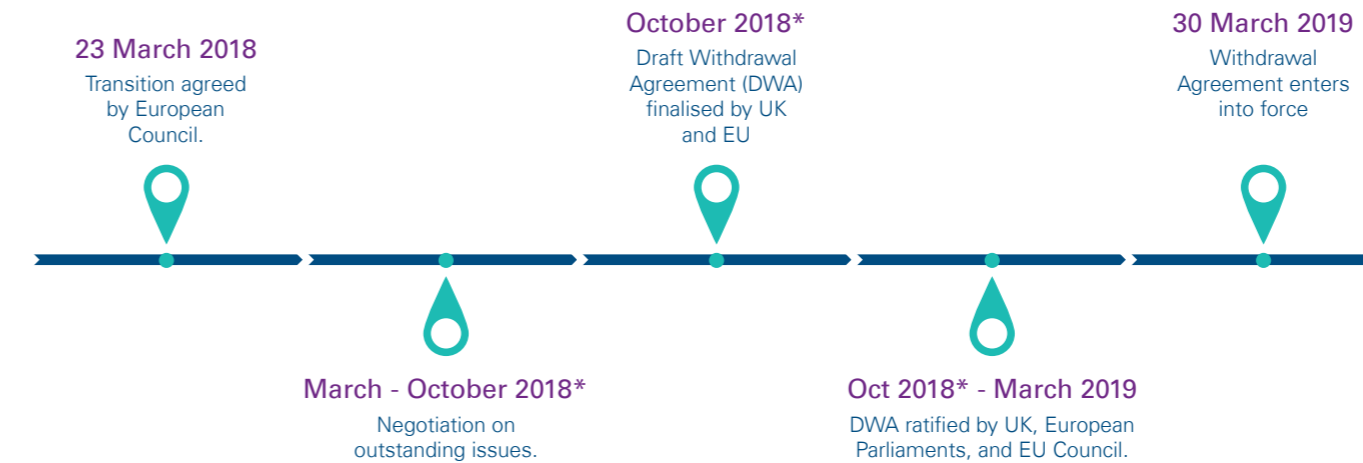 23 March 2018
Transition agreed
by European
Council.
March - October 2018*
Negotiation on
outstanding issues.
October 2018*
Draft Withdrawal
Agreement (DWA)
finalised by UK
and EU
Oct 2018* - March 2019
DWA ratified by UK, European
Parliaments, and EU Council.
30 March 2019
Withdrawal
Agreement enters
into force